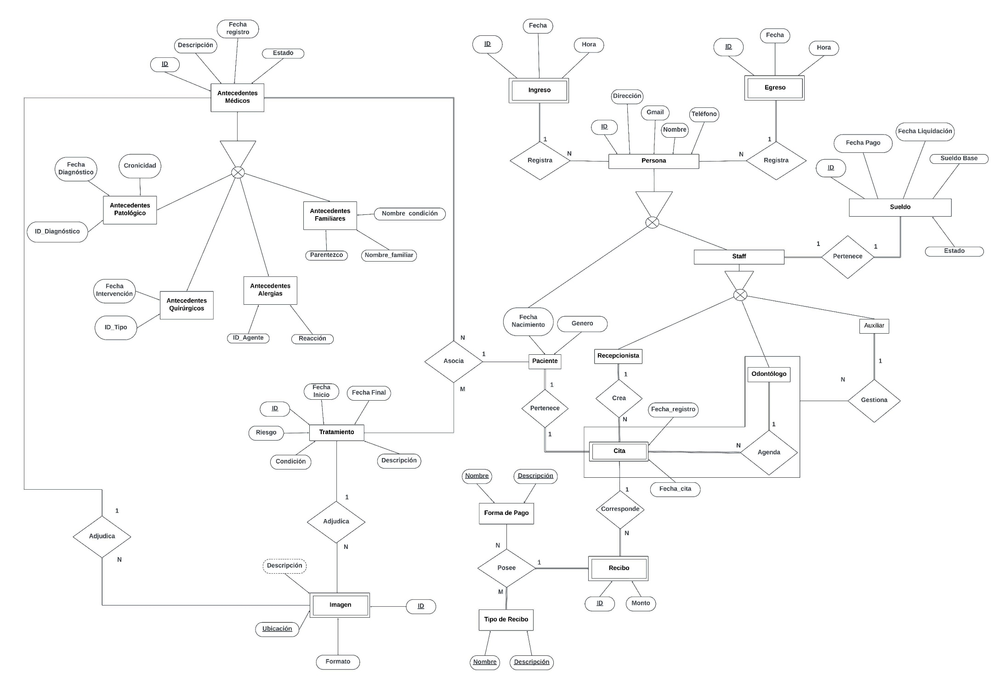 Fecha
registro
Descripción
Estado
ID
Antecedentes
Médicos
Fecha
Diagnóstico
Cronicidad
Antecedentes
Patológico
ID_Diagnóstico
Antecedentes
Familiares
Nombre condición
Parentezco
Nombre_familiar
Fecha
Intervención
Antecedentes
Quirúrgicos
ID_Tipo
Antecedentes
Alergias
ID_Agente
Reacción
Fecha
ID
Hora
Ingreso
Fecha
ID
Hora
Egreso
Dirección
Gmail
Teléfono
ID
Nombre
1
Registra
N
Persona
N
1
Registra
Fecha Liquidación
Fecha Pago
Sueldo Base
ID
Sueldo
Estado
Staff
1
Pertenece
1
Fecha
Nacimiento
Genero
Paciente
N
Asocia
1
M
Recepcionista
Odontólogo
Auxiliar
1
Pertenece
1
1
Crea
N
Fecha_registro
Cita
Fecha_cita
1
N
Agenda
N
1
Gestiona
Fecha
Inicio
Fecha Final
ID
Riesgo
Tratamiento
Condición
Descripción
1
Adjudica
N
1
Adjudica
N
Descripción
Imagen
ID
Ubicación
Formato
Nombre
Descripción
Forma de Pago
1
Corresponde
N
N
Posee
1
Recibo
M
ID
Monto
Tipo de Recibo
Nombre
Descripción